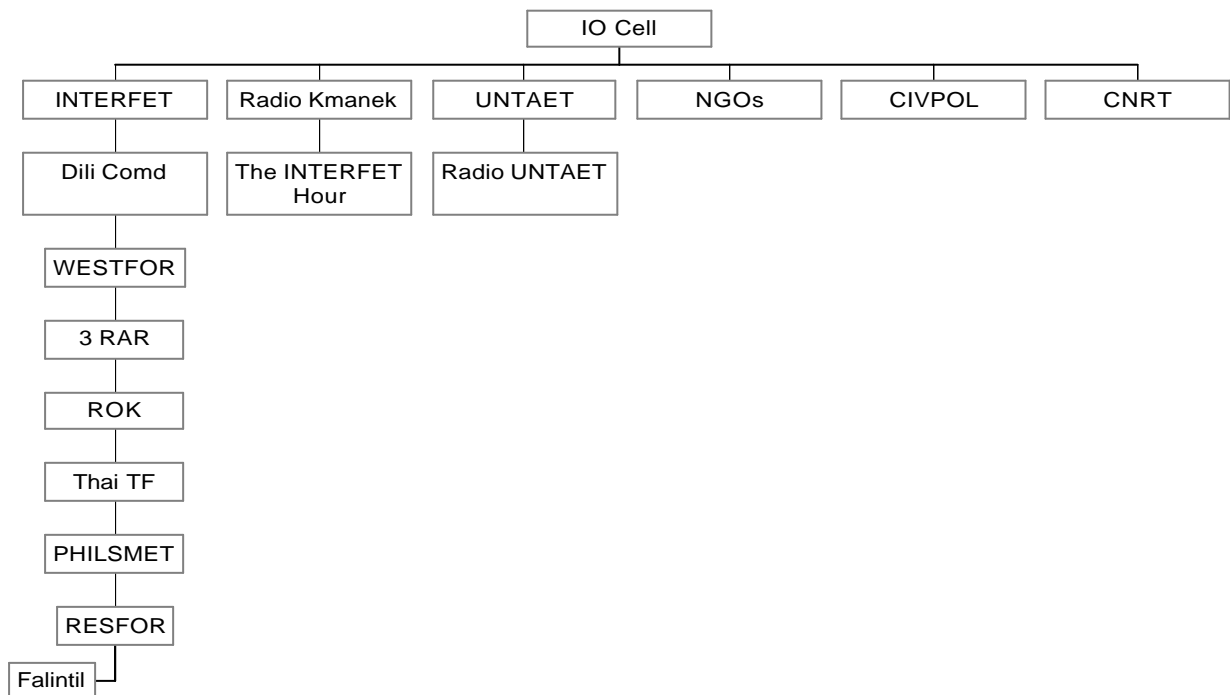 IO Cell
INTERFET
Radio Kmanek
UNTAET
NGOs
CIVPOL
CNRT
Dili Comd
The INTERFET
Hour
Radio UNTAET
WESTFOR
3 RAR
ROK
Thai TF
PHILSMET
RESFOR
Falintil